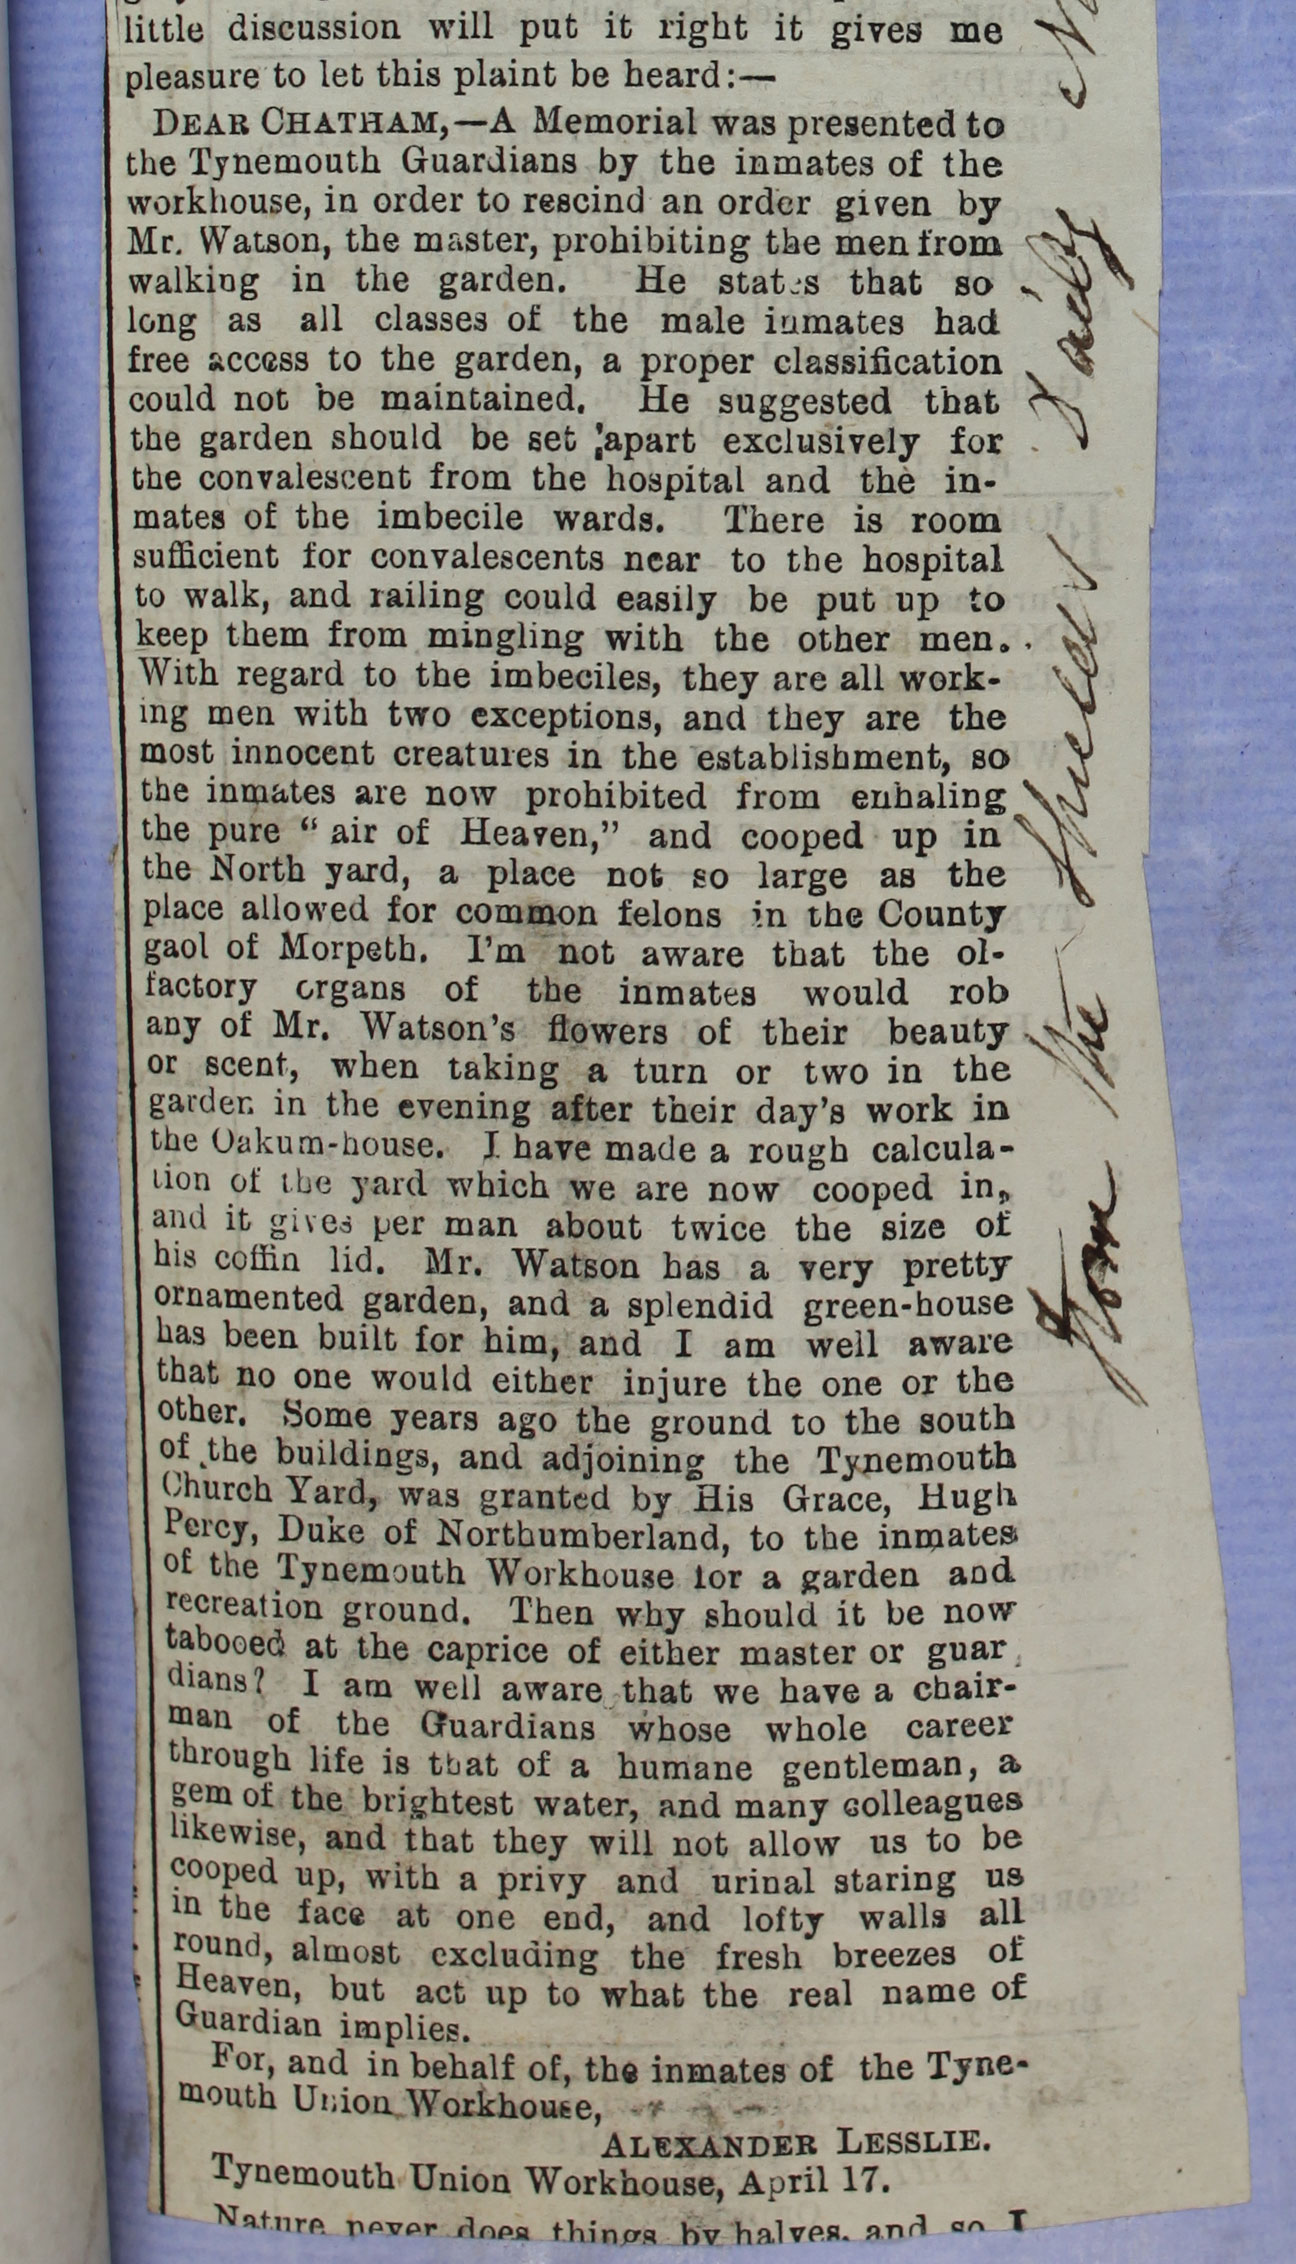 little discussion will put it right it gives me
pleasure to let this plaint be heard:—
DEAR CHATHAM,—A Memorial was presented to
the Tynemouth Guardians by the inmates of the
workhouse, in order to rescind an order given by
Mr. Watson, the master, prohibiting the men from
walking in the garden. He states that so
long as all classes of the male inmates had
free access to the garden, a proper classification
could not be maintained. He suggested that
the garden should be set apart exclusively for
the convalescent from the hospital and the in-
mates of the imbecile wards. There is room
sufficient for convalescents near to the hospital
to walk, and railing could easily be put up to
keep them from mingling with the other men.
With regard to the imbeciles, they are all work-
ing men with two exceptions, and they are the
most innocent creatures in the establishment, so
the inmates are now prohibited from enhaling
the pure “ air of Heaven,” and cooped up in
the North yard, a place not so large as the
place allowed for common felons in the County
gaol of Morpeth. I’m not aware that the ol-
factory organs of the inmates would rob
any of Mr. Watson’s flowers of their beauty
or scent, when taking a turn or two in the
garden in the evening after their day’s work in
the Oakum-house. I have made a rough calcula-
tion of the yard which we are now cooped in,
and it gives per man about twice the size of
his coffin lid. Mr. Watson has a very pretty
ornamented garden, and a splendid green-house
has been built for him, and I am well aware
that no one would either injure the one or the
other. Some years ago the ground to the south
of the buildings, and adjoining the Tynemouth
Church Yard, was granted by His Grace, Hugh
Percy, Duke of Northumberland, to the inmates
of the Tynemouth Workhouse for a garden and
recreation ground. Then why should it be now
tabooed at the caprice of either master or guar
dians? I am well aware that we have a chair-
man of the Guardians whose whole career
through life is that of a humane gentleman, a
gem of the brightest water, and many colleagues
likewise, and that they will not allow us to be
cooped up, with a privy and urinal staring us
in the face at one end, and lofty walls all
round, almost excluding the fresh breezes of
Heaven, but act up to what the real name of
Guardian implies.
For, and in behalf of, the inmates of the Tyne-
mouth Union Workhouse,
ALEXANDER LESSLIE.
Tynemouth Union Workhouse, April 17.
Nature never does things by halves, and so I
From the Shields Daily